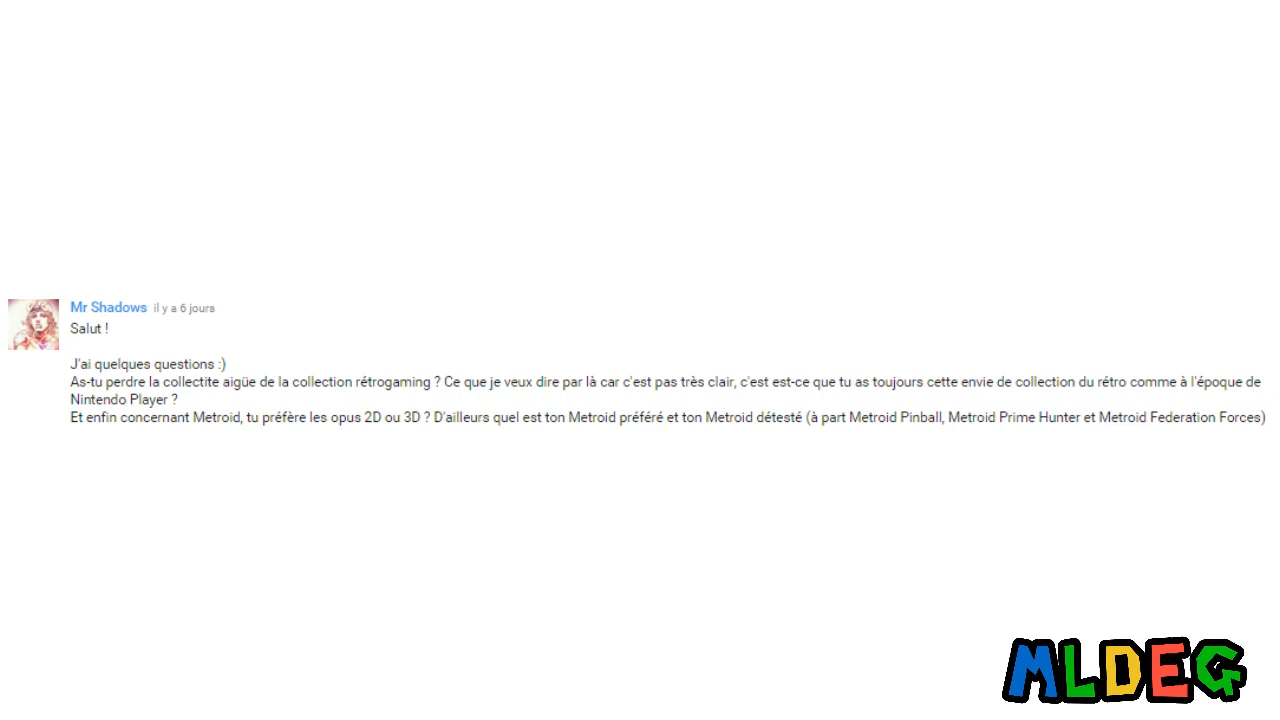 Mr Shadows il y a 6 jours
Salut !
J'ai quelques questions :)
As-tu perdre la collectite aigüe de la collection rétrogaming ? Ce que je veux dire par là car c'est pas très clair, c'est est-ce que tu as toujours cette envie de collection du rétro comme à l'époque de
Nintendo Player ?
Et enfin concernant Metroid, tu préfère les opus 2D ou 3D ? D'ailleurs quel est ton Metroid préféré et ton Metroid détesté (à part Metroid Pinball, Metroid Prime Hunter et Metroid Federation Forces)
MLDEG